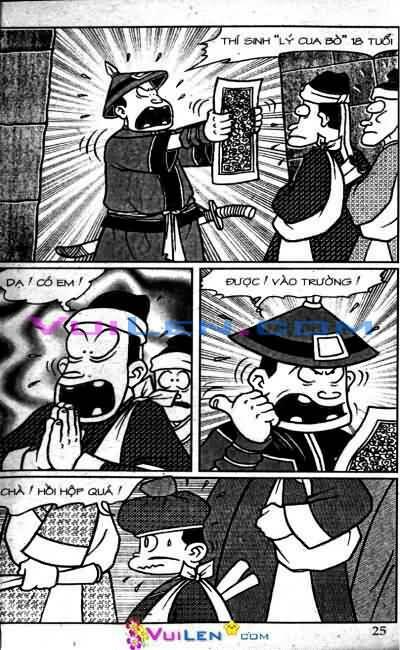 THÍ SINH "LÝ CUA BÒ" 18 TUỔI
DẠ! CÓ EM!
ĐƯỢC! VÀO TRƯỜNG!
VUILEN.COM
CHÀ! HỒI HỘP QUÁ!
25
VUILEN.COM